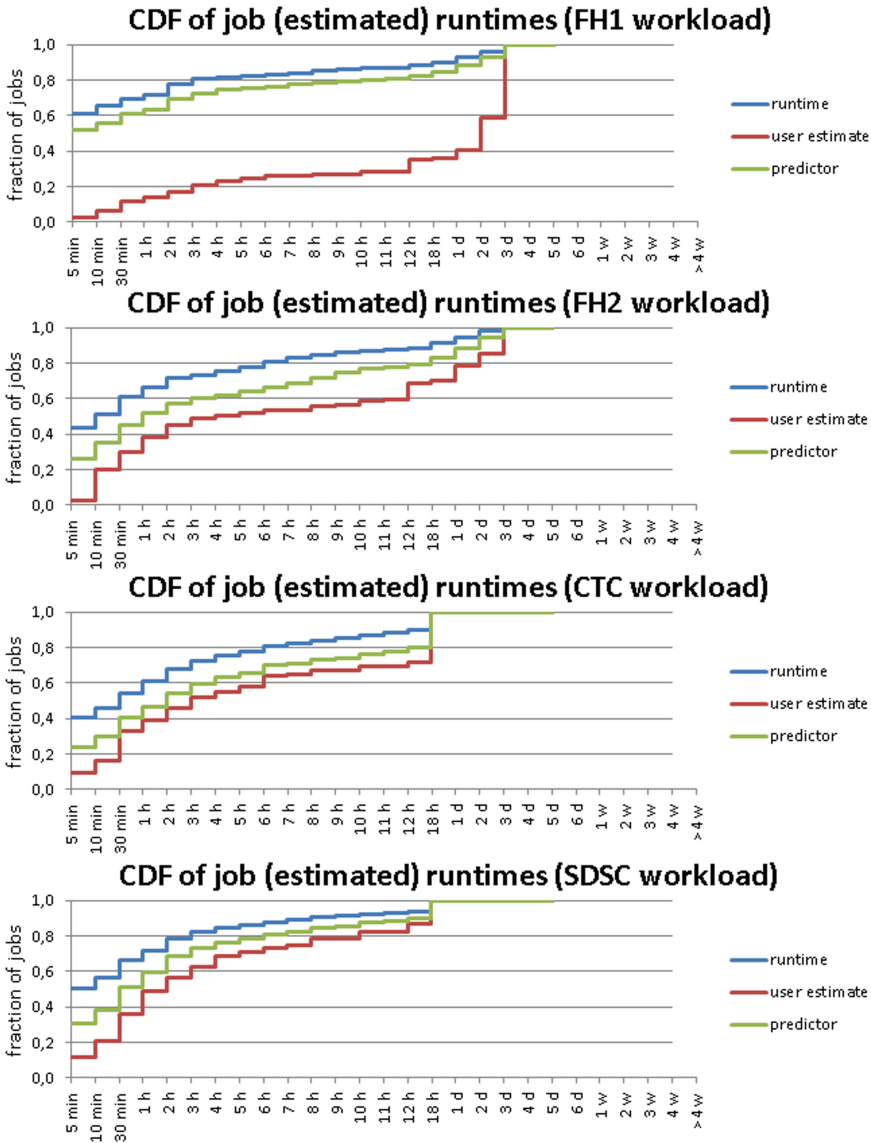 CDF of job (estimated) runtimes (FH1 workload)
fraction of jobs
1,0
0,8
0,6
0,4
0,2
0,0
5 min
10 min
30 min
1 h
2 h
3 h
4 h
5 h
6 h
7 h
8 h
9 h
10 h
11 h
12 h
18 h
1 d
2 d
3 d
4 d
5 d
6 d
1 w
2 w
3 w
4 w
> 4 w
runtime
user estimate
predictor
CDF of job (estimated) runtimes (FH2 workload)
fraction of jobs
1,0
0,8
0,6
0,4
0,2
0,0
5 min
10 min
30 min
1 h
2 h
3 h
4 h
5 h
6 h
7 h
8 h
9 h
10 h
11 h
12 h
18 h
1 d
2 d
3 d
4 d
5 d
6 d
1 w
2 w
3 w
4 w
> 4 w
runtime
user estimate
predictor
CDF of job (estimated) runtimes (CTC workload)
fraction of jobs
1,0
0,8
0,6
0,4
0,2
0,0
5 min
10 min
30 min
1 h
2 h
3 h
4 h
5 h
6 h
7 h
8 h
9 h
10 h
11 h
12 h
18 h
1 d
2 d
3 d
4 d
5 d
6 d
1 w
2 w
3 w
4 w
> 4 w
runtime
user estimate
predictor
CDF of job (estimated) runtimes (SDSC workload)
fraction of jobs
1,0
0,8
0,6
0,4
0,2
0,0
5 min
10 min
30 min
1 h
2 h
3 h
4 h
5 h
6 h
7 h
8 h
9 h
10 h
11 h
12 h
18 h
1 d
2 d
3 d
4 d
5 d
6 d
1 w
2 w
3 w
4 w
> 4 w
runtime
user estimate
predictor